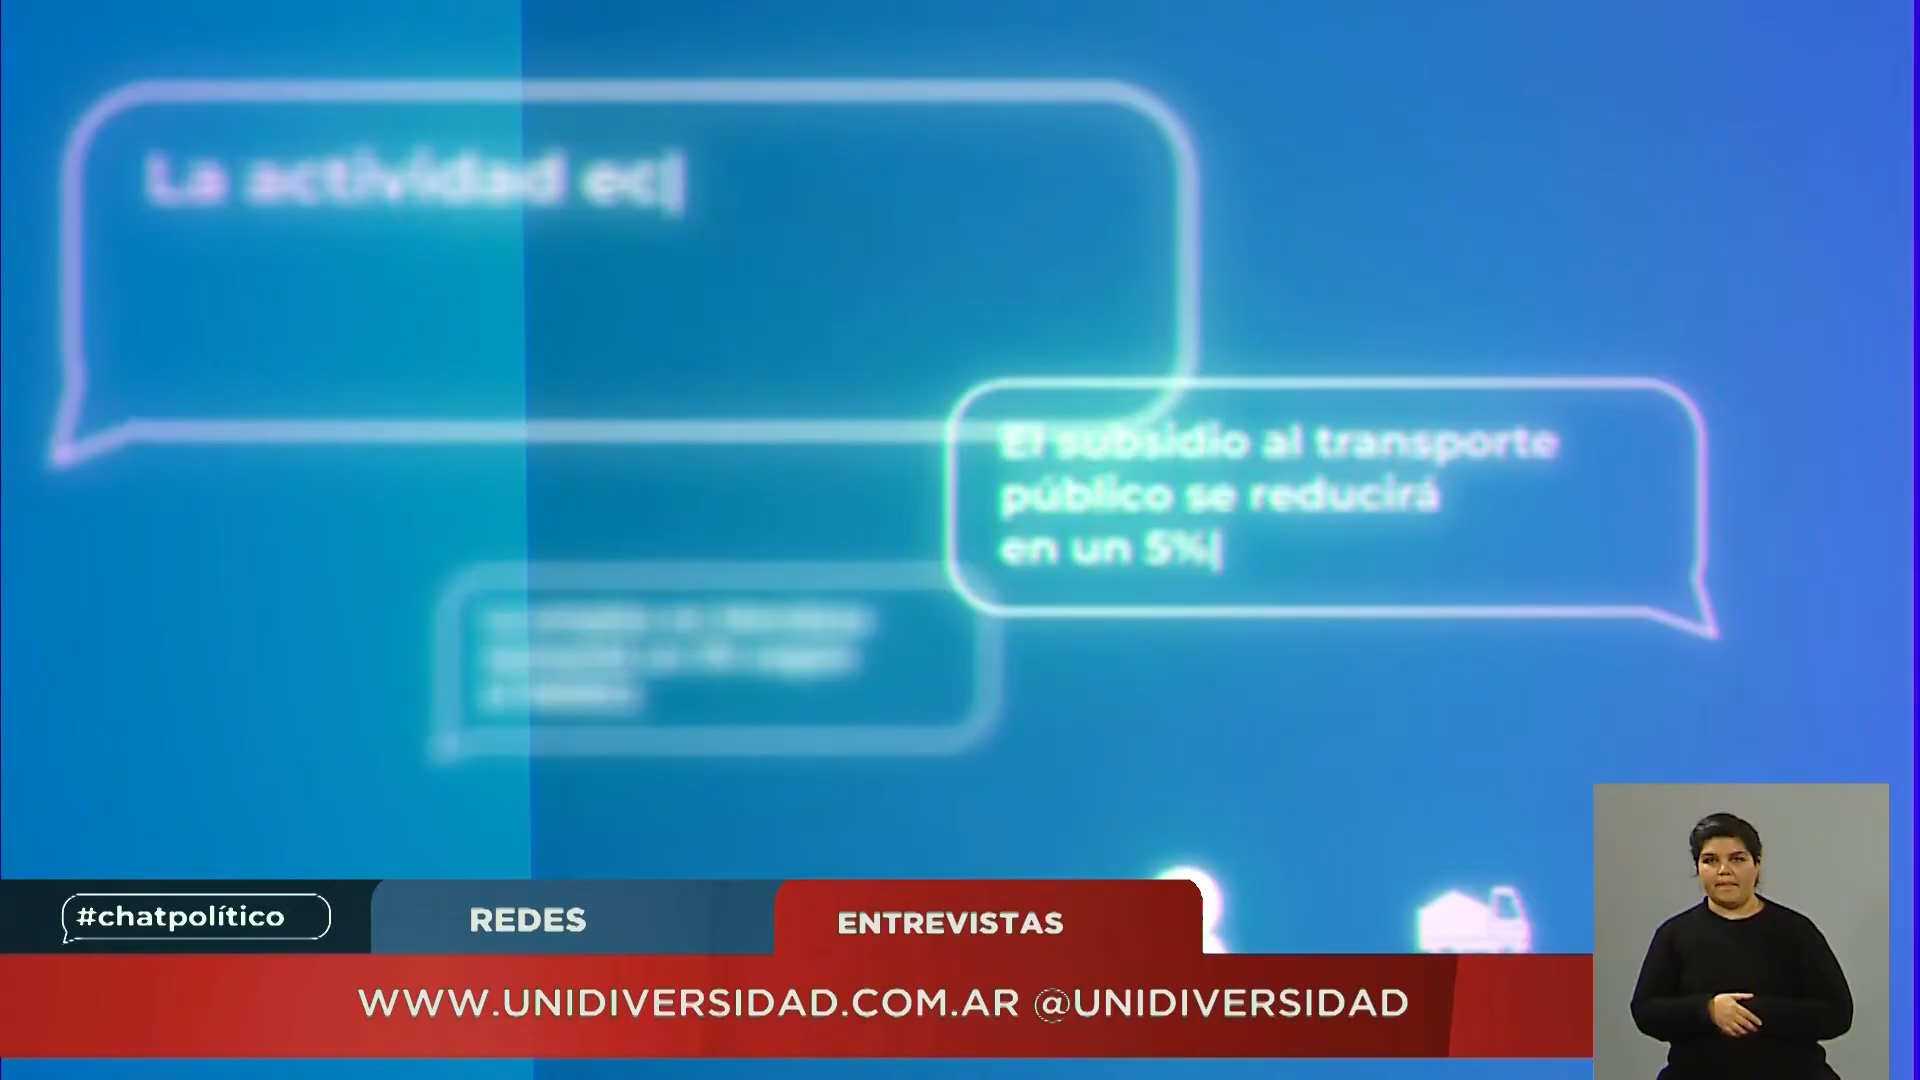 La actividad ec|
El subsidio al transporte
público se reducirá
en un 5%|
#chatpolítico
REDES
ENTREVISTAS
WWW.UNIDIVERSIDAD.COM.AR @UNIDIVERSIDAD